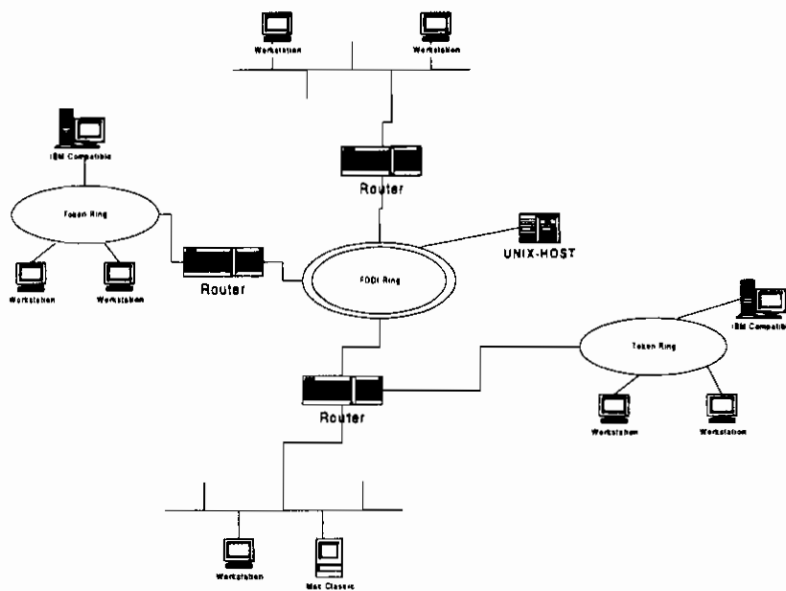 Workstation
Workstation
IBM Compatible
Router
Token Ring
UNIX-HOST
Workstation
Workstation
Router
FDDI Ring
IBM Compatib
Token Ring
Router
Workstation
Workstation
Workstation
Mac Classic